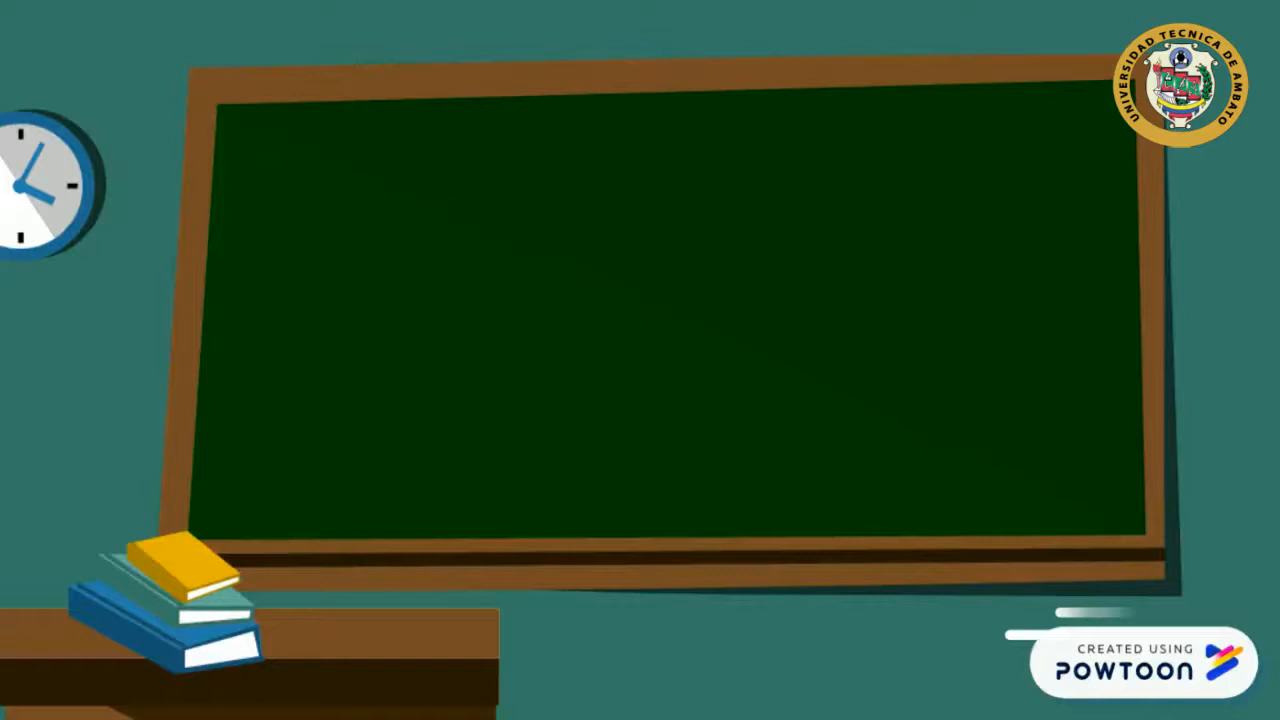 UNIVERSIDAD TECNICA DE AMBATO
CREATED USING
POWTOON